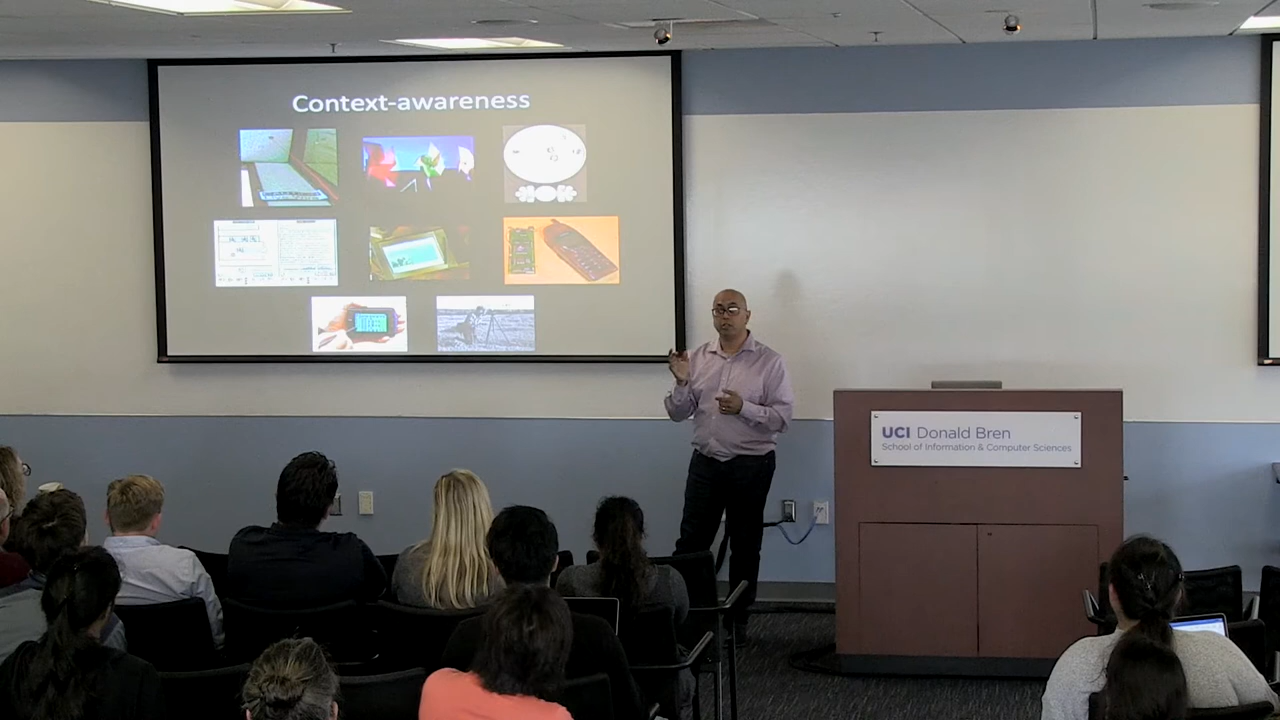 Context-awareness
UCI Donald Bren
School of Information & Computer Sciences